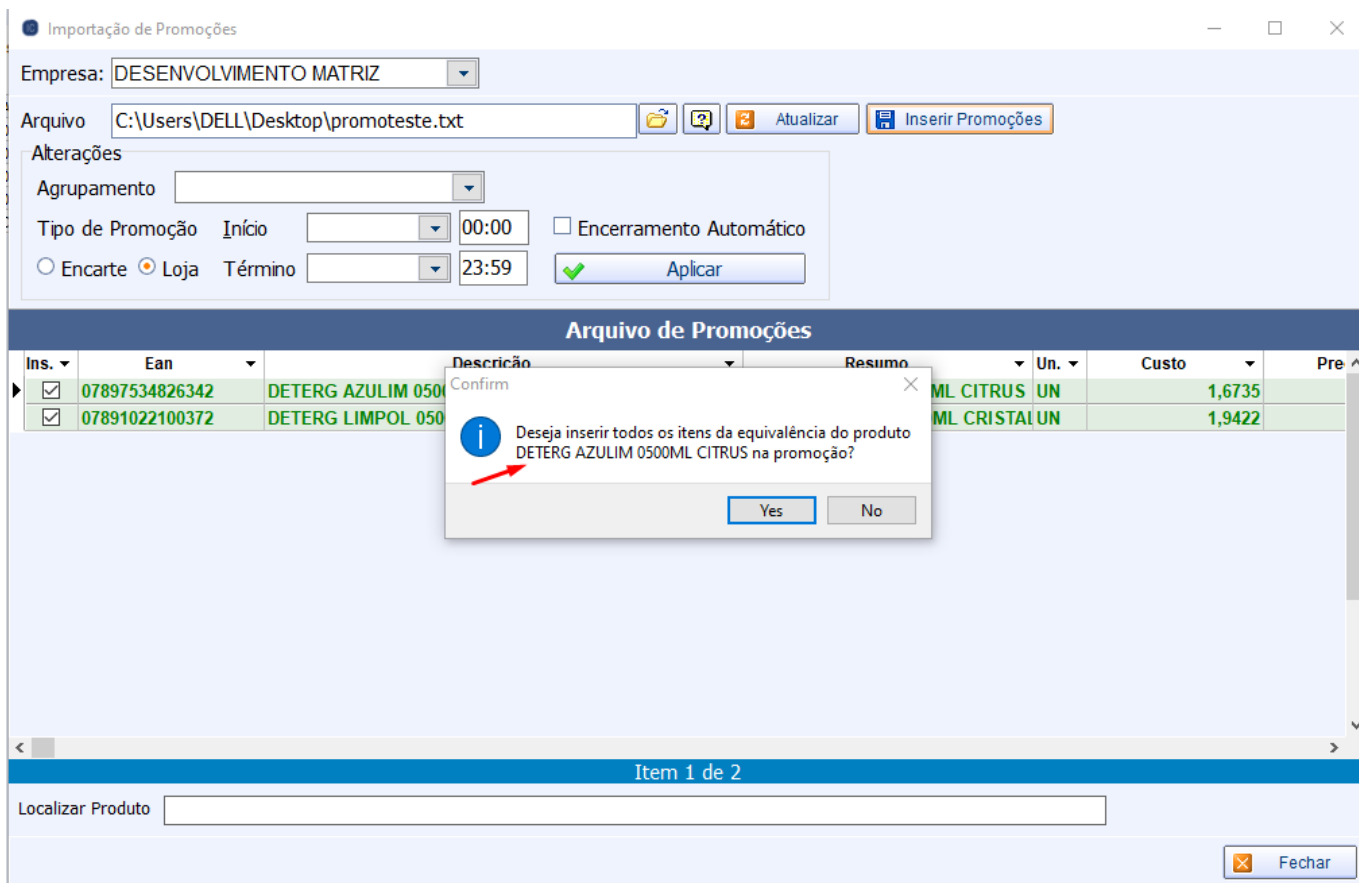 Importação de Promoções
Empresa: DESENVOLVIMENTO MATRIZ
Arquivo C:\Users\DELL\Desktop\promoteste.txt Atualizar Inserir Promoções
Alterações
Agrupamento
Tipo de Promoção Início 00:00 Encerramento Automático
Encarte Loja Término 23:59 Aplicar
Arquivo de Promoções
Ins. Ean Descrição Resumo Un. Custo
07897534826342 DETERG AZULIM ML CITRUS UN 1,6735
07891022100372 DETERG LIMPOL ML UN 1,9422
Confirm
Deseja inserir todos os itens da equivalência do produto
DETERG AZULIM 0500ML CITRUS na promoção?
Yes No
Item 1 de 2
Localizar Produto
Fechar